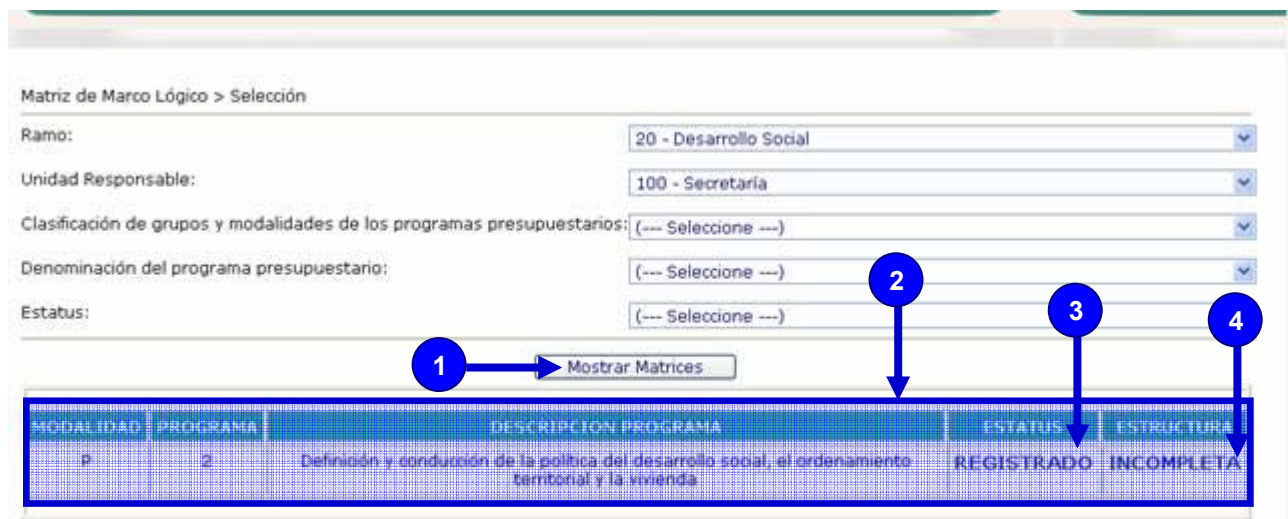 Matriz de Marco Lógico > Selección
Ramo: 20 - Desarrollo Social
Unidad Responsable: 100 - Secretaría
Clasificación de grupos y modalidades de los programas presupuestarios: (--- Seleccione ---)
Denominación del programa presupuestario: (--- Seleccione ---)
2
Estatus: (--- Seleccione ---)
3
4
1
Mostrar Matrices
MODALIDAD PROGRAMA DESCRIPCION PROGRAMA ESTATUS ESTRUCTURA
P 2 Definición y conducción de la política del desarrollo social, el ordenamiento
territorial y la vivienda
REGISTRADO INCOMPLETA